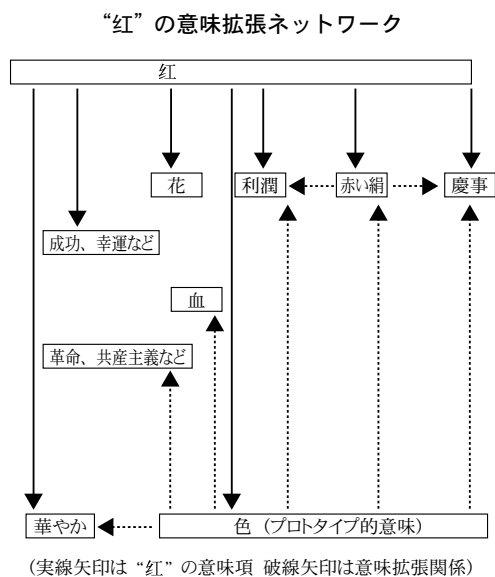 “红”の意味拡張ネットワーク
红
花
利潤
赤い絹
慶事
成功、幸運など
血
革命、共産主義など
華やか
色（プロトタイプ的意味）
（実線矢印は“红”の意味項 破線矢印は意味拡張関係）